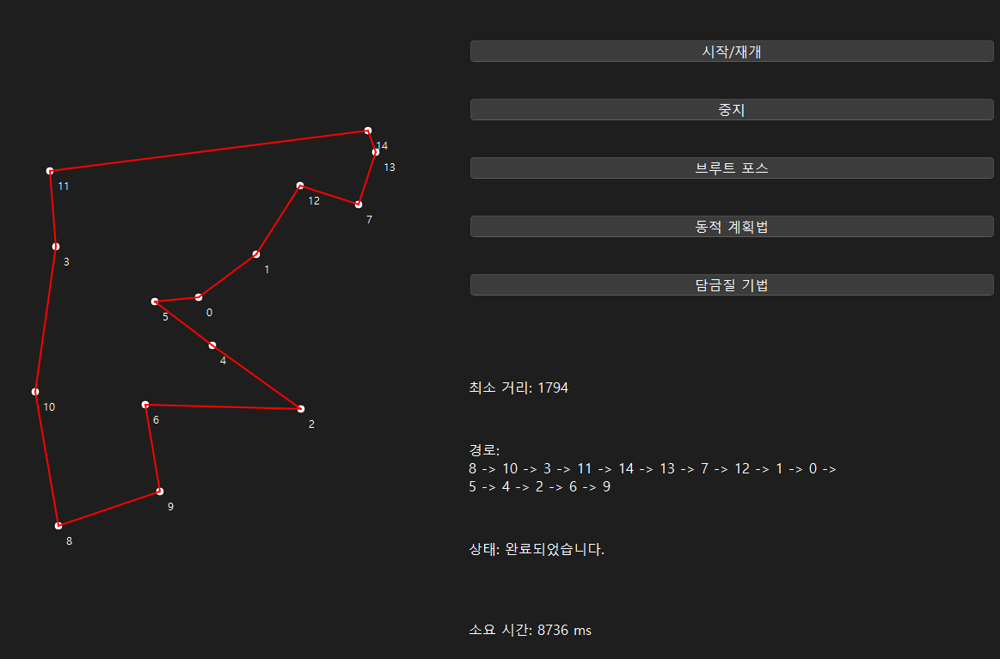 시작/재개
중지
브루트 포스
동적 계획법
담금질 기법
14
13
11
12
7
3
1
0
5
4
10
6
2
9
8
최소 거리: 1794
경로:
8 -> 10 -> 3 -> 11 -> 14 -> 13 -> 7 -> 12 -> 1 -> 0 ->
5 -> 4 -> 2 -> 6 -> 9
상태: 완료되었습니다.
소요 시간: 8736 ms